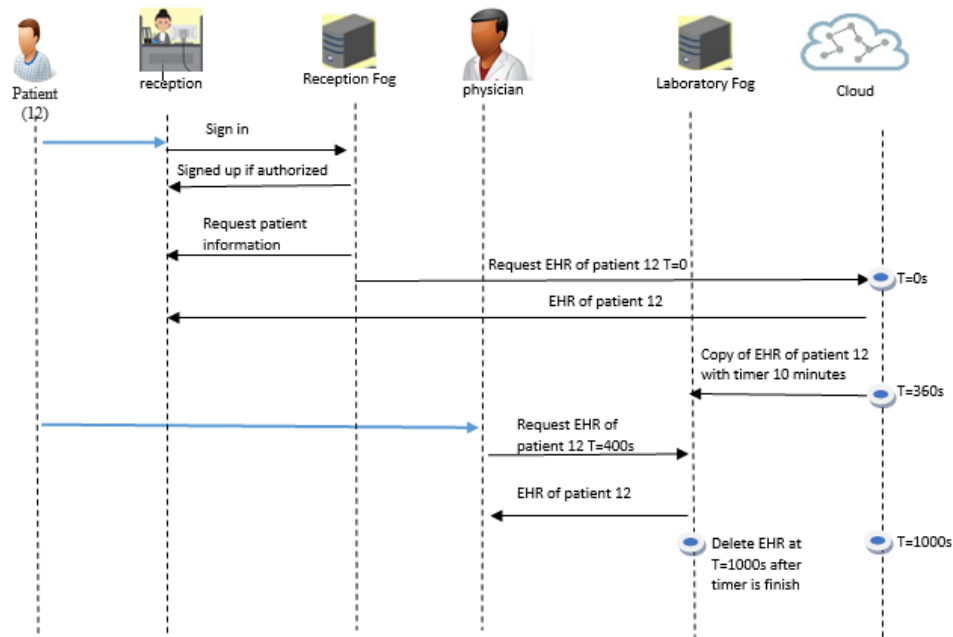 Patient
(12)
reception
Reception Fog
physician
Laboratory Fog
Cloud
Sign in
Signed up if authorized
Request patient
information
Request EHR of patient 12 T=0
T=0s
EHR of patient 12
Copy of EHR of patient 12
with timer 10 minutes
T=360s
Request EHR of
patient 12 T=400s
EHR of patient 12
Delete EHR at
T=1000s after
timer is finish
T=1000s